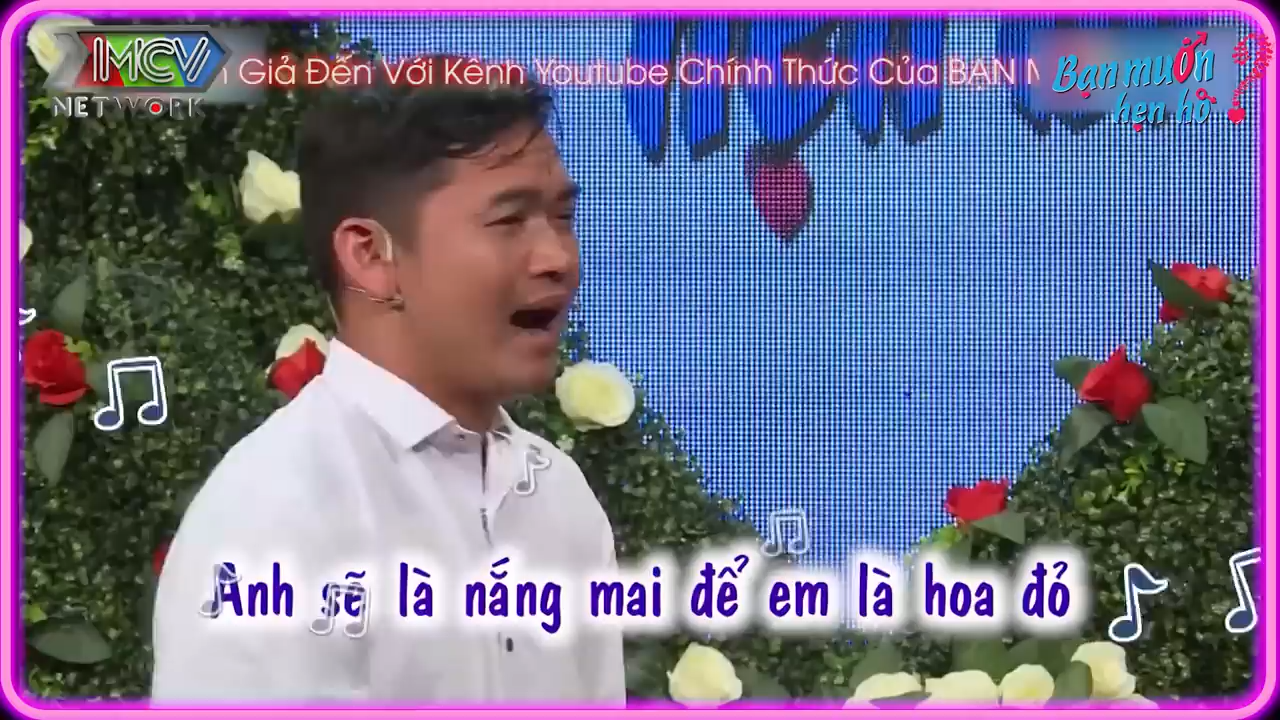 MCV
NETWORK
Giả Đến Với Kênh Youtube Chính Thức Của BẠN
Bạn muốn
hẹn hò
?
Anh sẽ là nắng mai để em là hoa đỏ